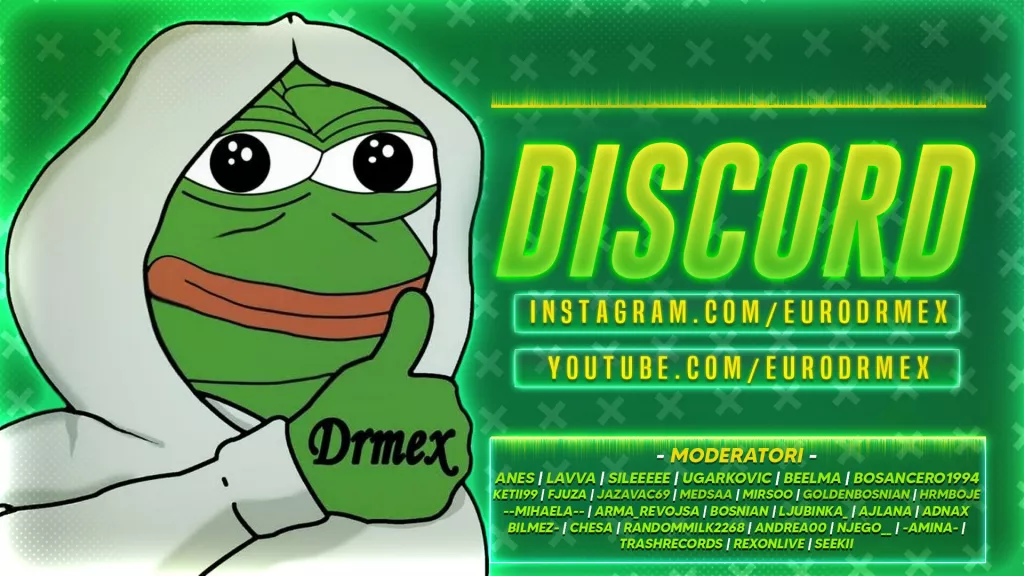 DISCORD
INSTAGRAM.COM/EURODRMEX
YOUTUBE.COM/EURODRMEX
Drmex
- MODERATORI -
ANES | LAVVA | SILEEEEE | UGARKOVIC | BEELMA | BOSANCERO1994
KETII99 | FJUZA | JAZAVAC69 | MEDSAA | MIRSOO | GOLDENBOSNIAN | HRMBOJE
--MIHAELA-- | ARMA_REVOJSA | BOSNIAN | LJUBINKA_ | AJLANA | ADNAX
BILMEZ- | CHESA | RANDOMMILK2268 | ANDREA00 | NJEGO__ | -AMINA- |
TRASHRECORDS | REXONLIVE | SEEKII